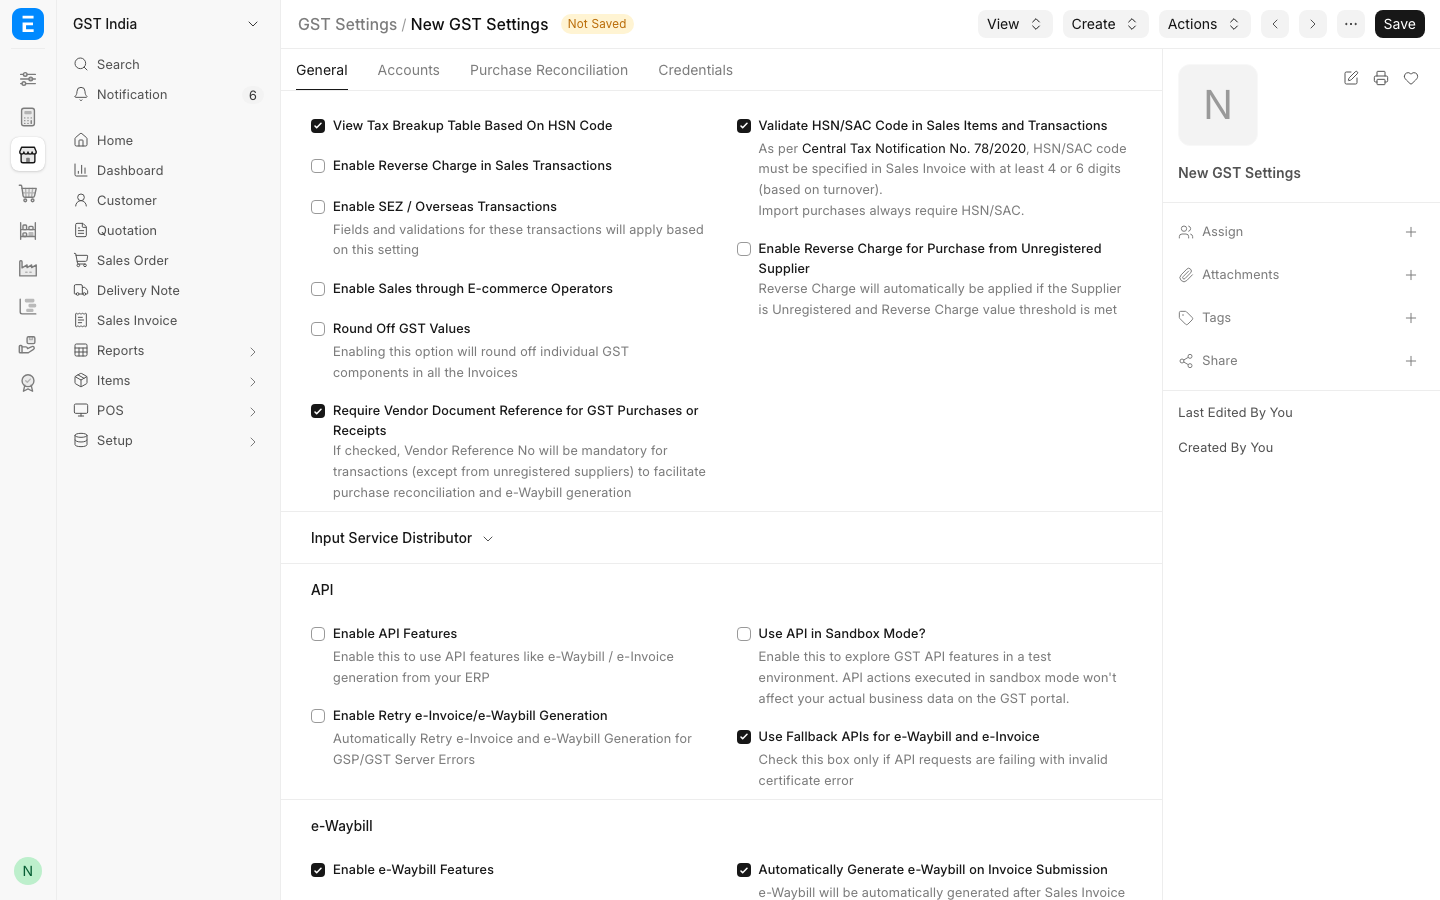 GST India
Search
Notification
6
Home
Dashboard
Customer
Quotation
Sales Order
Delivery Note
Sales Invoice
Reports
Items
POS
Setup
N
GST Settings / New GST Settings
Not Saved
View
Create
Actions
Save
General
Accounts
Purchase Reconciliation
Credentials
View Tax Breakup Table Based On HSN Code
Enable Reverse Charge in Sales Transactions
Enable SEZ / Overseas Transactions
Fields and validations for these transactions will apply based
on this setting
Enable Sales through E-commerce Operators
Round Off GST Values
Enabling this option will round off individual GST
components in all the Invoices
Require Vendor Document Reference for GST Purchases or
Receipts
If checked, Vendor Reference No will be mandatory for
transactions (except from unregistered suppliers) to facilitate
purchase reconciliation and e-Waybill generation
Validate HSN/SAC Code in Sales Items and Transactions
As per Central Tax Notification No. 78/2020, HSN/SAC code
must be specified in Sales Invoice with at least 4 or 6 digits
(based on turnover).
Import purchases always require HSN/SAC.
Enable Reverse Charge for Purchase from Unregistered
Supplier
Reverse Charge will automatically be applied if the Supplier
is Unregistered and Reverse Charge value threshold is met
Input Service Distributor
API
Enable API Features
Enable this to use API features like e-Waybill / e-Invoice
generation from your ERP
Enable Retry e-Invoice/e-Waybill Generation
Automatically Retry e-Invoice and e-Waybill Generation for
GSP/GST Server Errors
Use API in Sandbox Mode?
Enable this to explore GST API features in a test
environment. API actions executed in sandbox mode won't
affect your actual business data on the GST portal.
Use Fallback APIs for e-Waybill and e-Invoice
Check this box only if API requests are failing with invalid
certificate error
e-Waybill
Enable e-Waybill Features
Automatically Generate e-Waybill on Invoice Submission
e-Waybill will be automatically generated after Sales Invoice
N
New GST Settings
Assign
Attachments
Tags
Share
Last Edited By You
Created By You